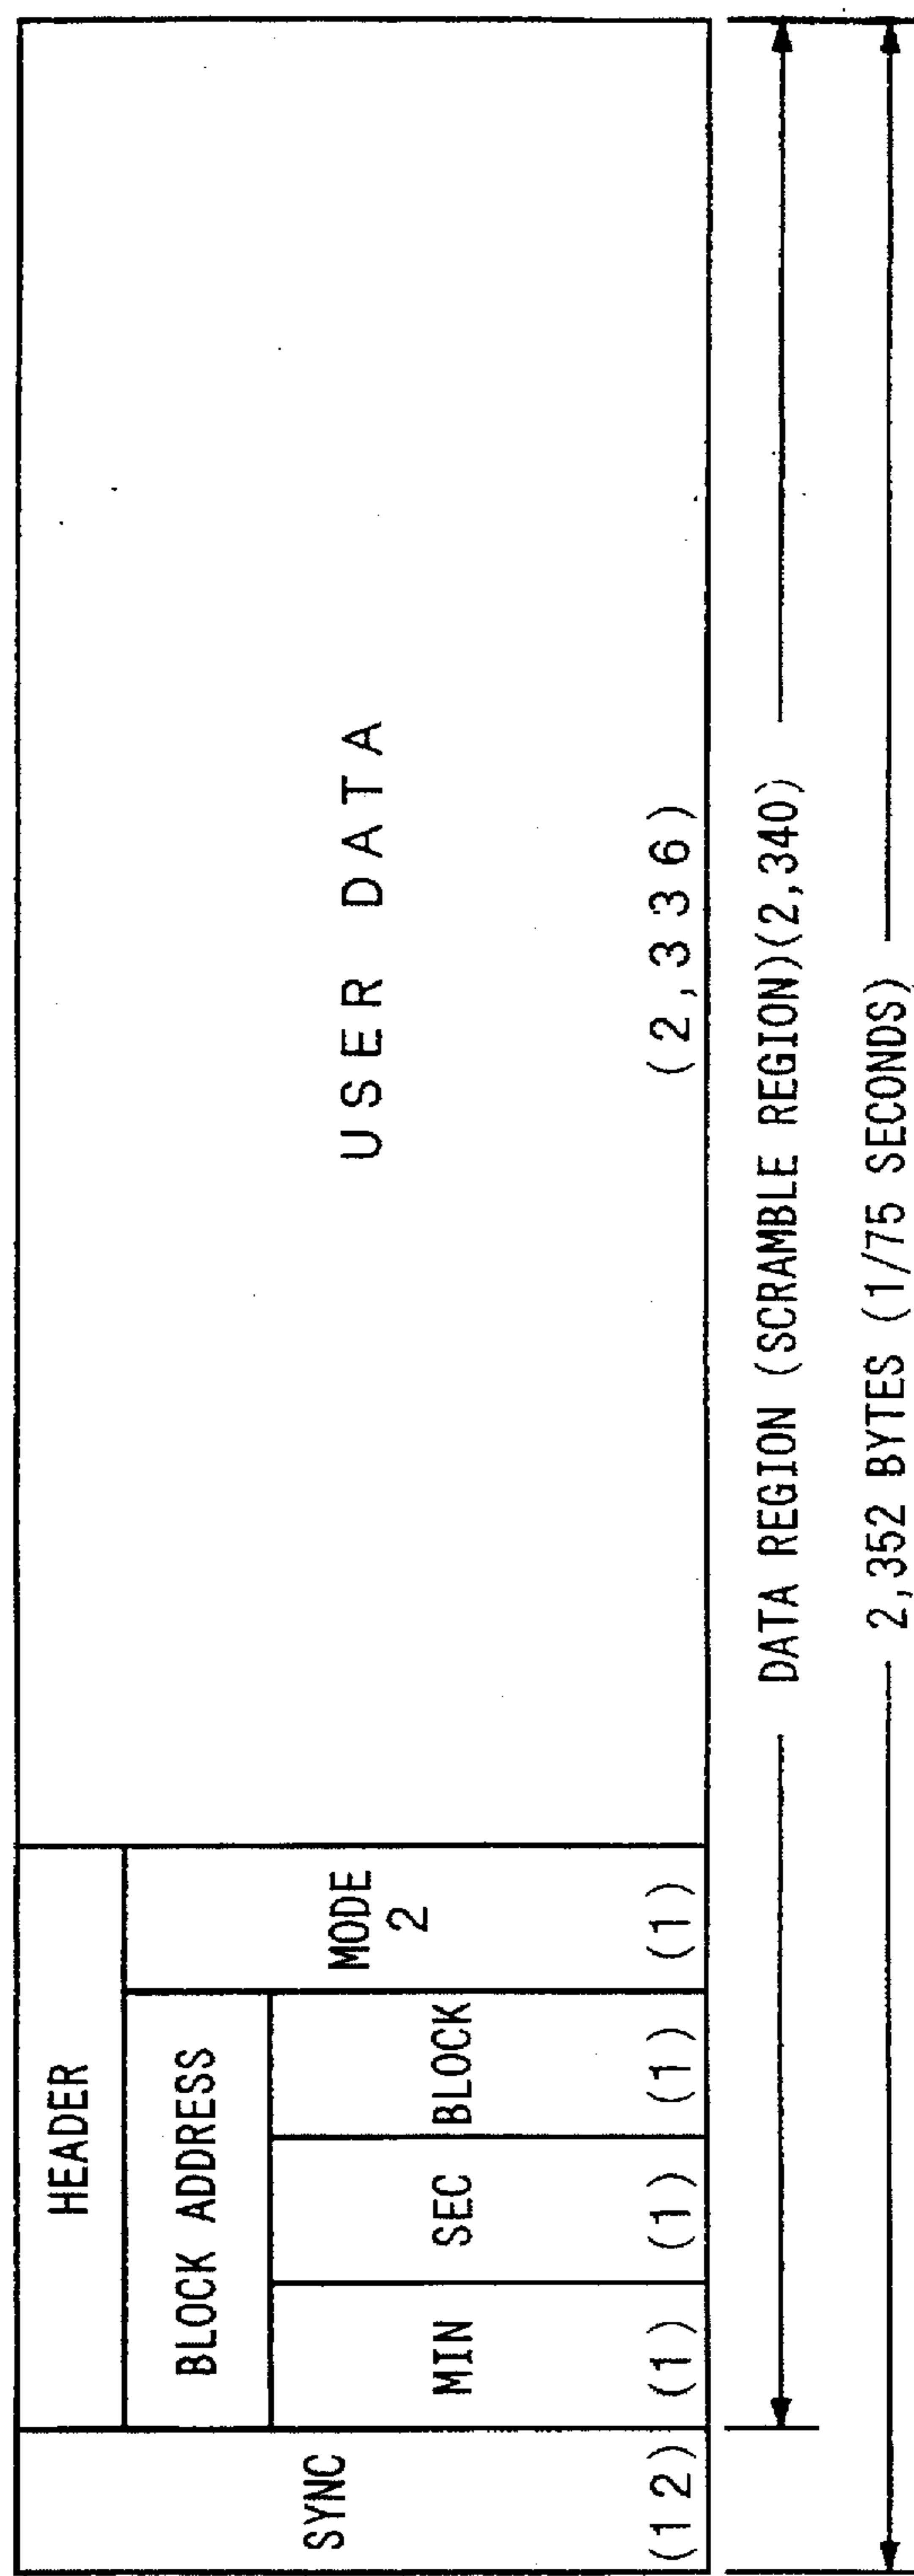 HEADER
SYNC
BLOCK ADDRESS
MODE
2
USER DATA
MIN
SEC
BLOCK
(12)
(1)
(1)
(1)
(1)
(2,336)
DATA REGION (SCRAMBLE REGION)(2,340)
2,352 BYTES (1/75 SECONDS)